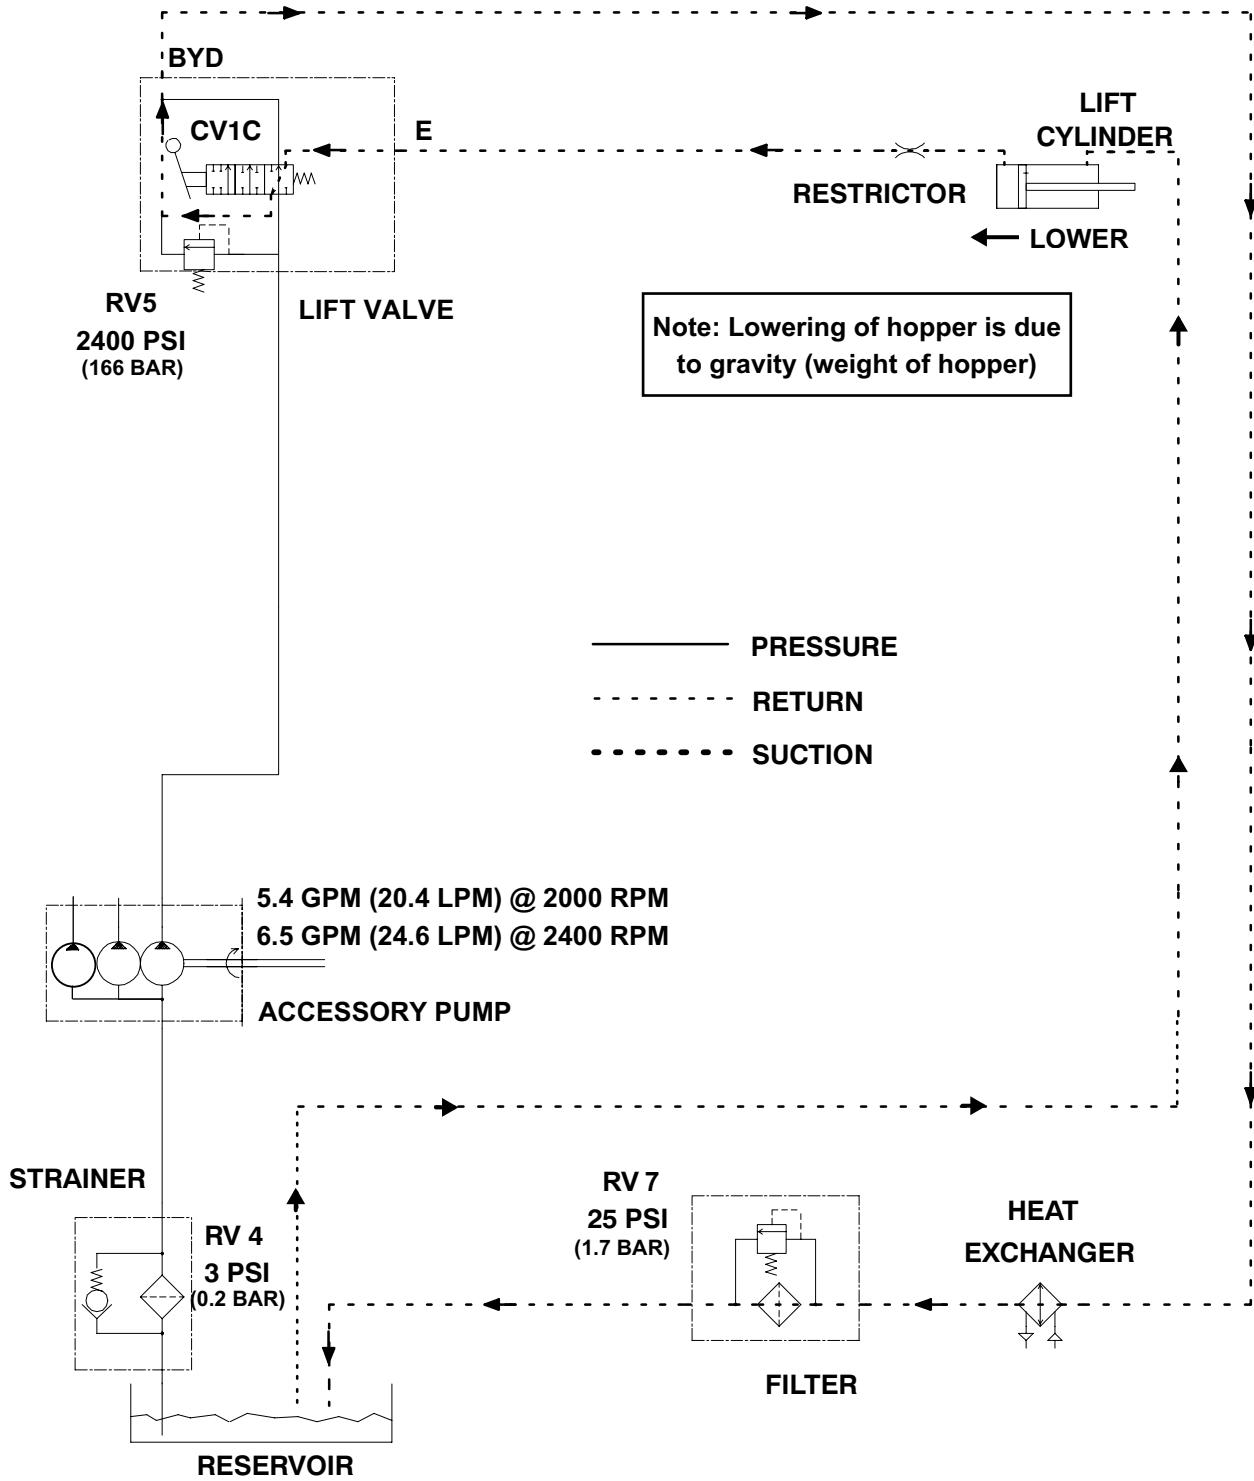 BYD
CV1C
E
LIFT
CYLINDER
RESTRICTOR
LOWER
RV5
2400 PSI
(166 BAR)
LIFT VALVE
Note: Lowering of hopper is due
to gravity (weight of hopper)
PRESSURE
RETURN
SUCTION
5.4 GPM (20.4 LPM) @ 2000 RPM
6.5 GPM (24.6 LPM) @ 2400 RPM
ACCESSORY PUMP
STRAINER
RV 4
3 PSI
(0.2 BAR)
RV 7
25 PSI
(1.7 BAR)
HEAT
EXCHANGER
FILTER
RESERVOIR